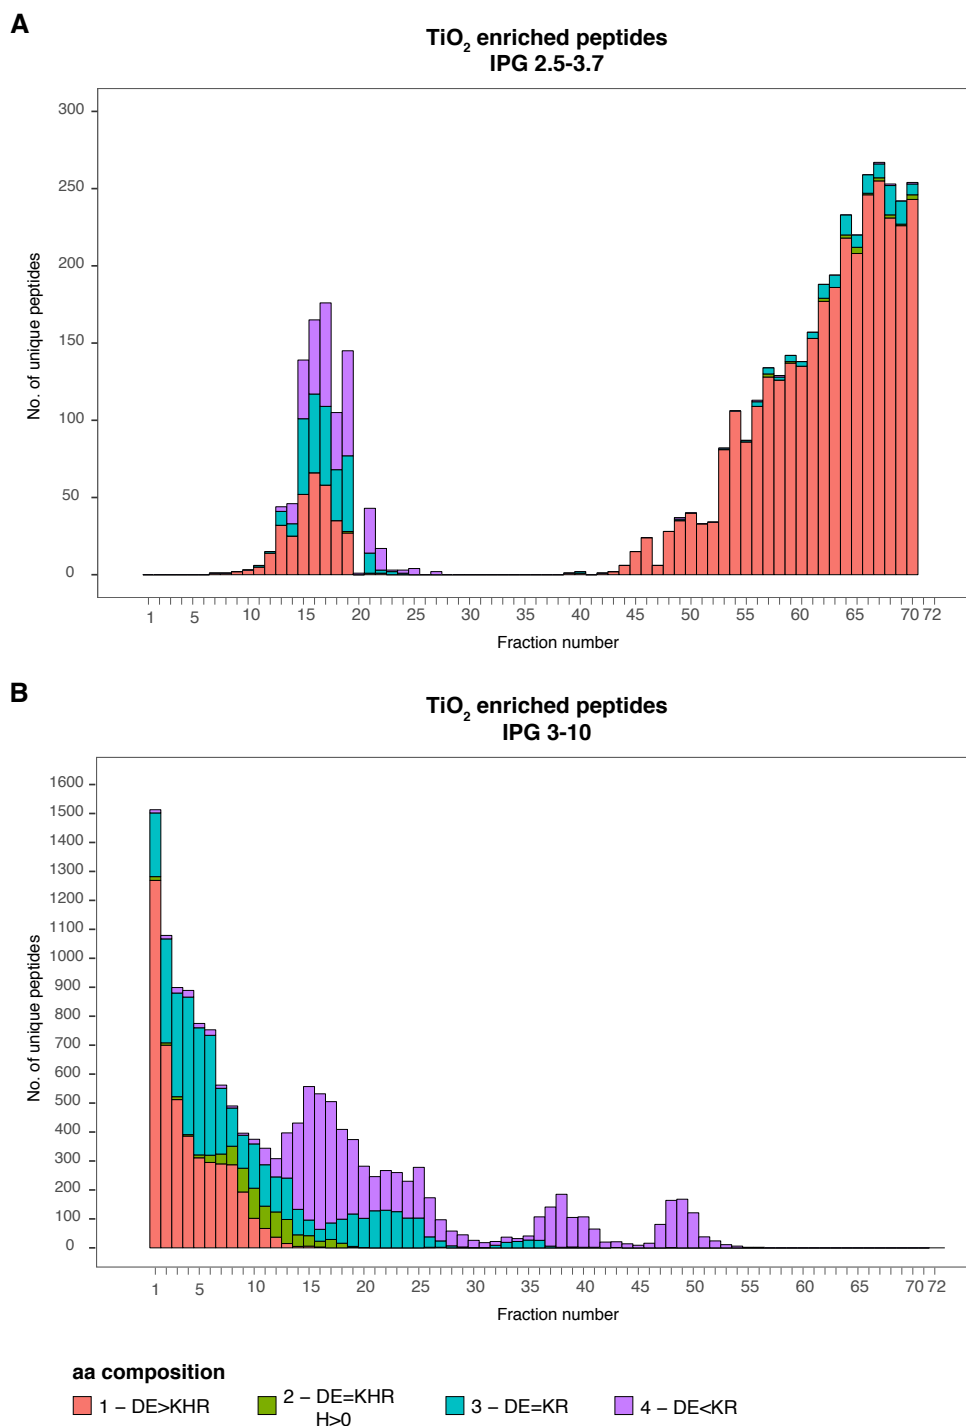 A
TiO2 enriched peptides
IPG 2.5-3.7
300
250
200
150
100
50
0
No. of unique peptides
1 5 10 15 20 25 30 35 40 45 50 55 60 65 70 72
Fraction number
B
TiO2 enriched peptides
IPG 3-10
1600
1500
1400
1300
1200
1100
1000
900
800
700
600
500
400
300
200
100
0
No. of unique peptides
1 5 10 15 20 25 30 35 40 45 50 55 60 65 70 72
Fraction number
aa composition
1 – DE>KHR
2 – DE=KHR
H>0
3 – DE=KR
4 – DE<KR